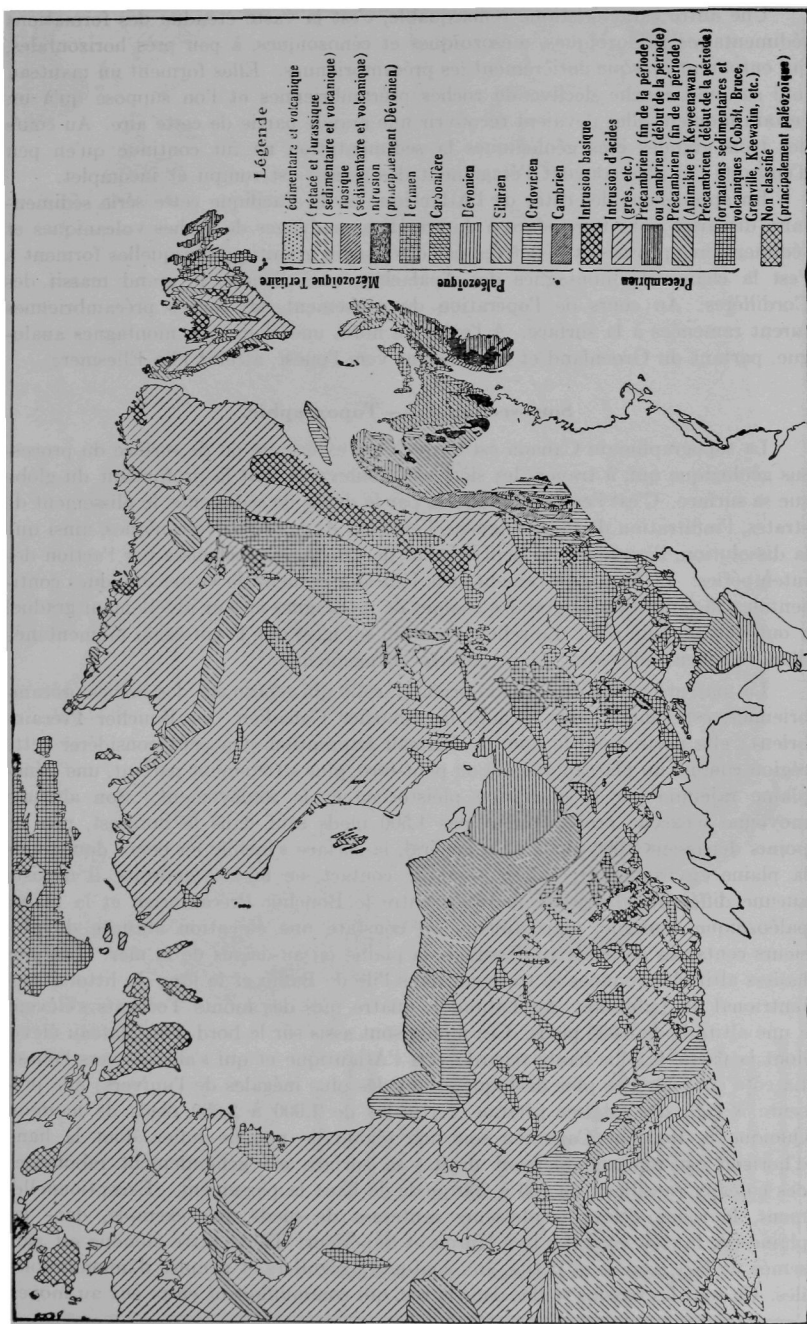 Légende
Sédimentaire et volcanique
Crétacé et Jurassique
(sédimentaire et volcanique)
Triasique
(sédimentaire et volcanique)
Intrusion
(principalement Dévonien)
Permien
Carbonifère
Dévonien
Silurien
Ordovicien
Cambrien
Intrusion basique
Intrusion d'acides
(grès, etc.)
Précambrien (fin de la période)
ou Cambrien (début de la période)
Précambrien (fin de la période)
(Animikie et Keweenawan)
Précambrien (début de la période)
formations sédimentaires et
volcaniques (Cobalt, Bruce,
Grenville, Keewatin, etc.)
Non classifié
(principalement paléozoïque)
Tertiaire
Mézozoïque
Paléozoïque
Précambrien